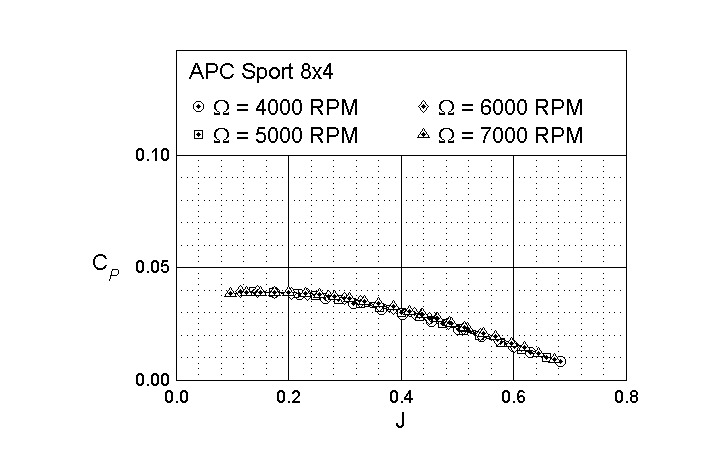 APC Sport 8x4
Ω = 4000 RPM Ω = 6000 RPM
Ω = 5000 RPM Ω = 7000 RPM
0.10
0.05
C_P
0.00
0.0 0.2 0.4 0.6 0.8
J